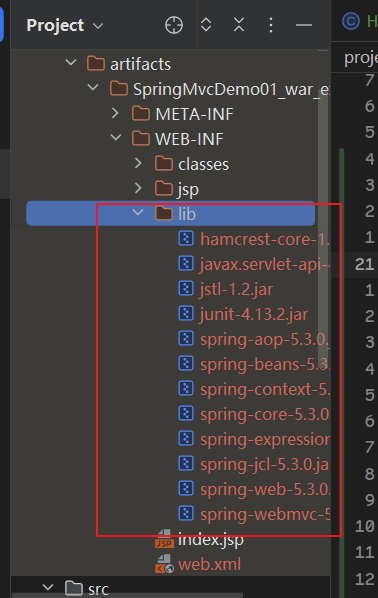 Project
artifacts
SpringMvcDemo01_war_e
META-INF
WEB-INF
classes
jsp
lib
hamcrest-core-1.
javax.servlet-api-
jstl-1.2.jar
junit-4.13.2.jar
spring-aop-5.3.0.
spring-beans-5.3.
spring-context-5.
spring-core-5.3.0
spring-expression
spring-jcl-5.3.0.ja
spring-web-5.3.0.
spring-webmvc-5
JSP index.jsp
web.xml
src
C H
proje
7
6
5
4
3
2
1
21
1
2
3
4
5
6
7
8
9
10
11
12